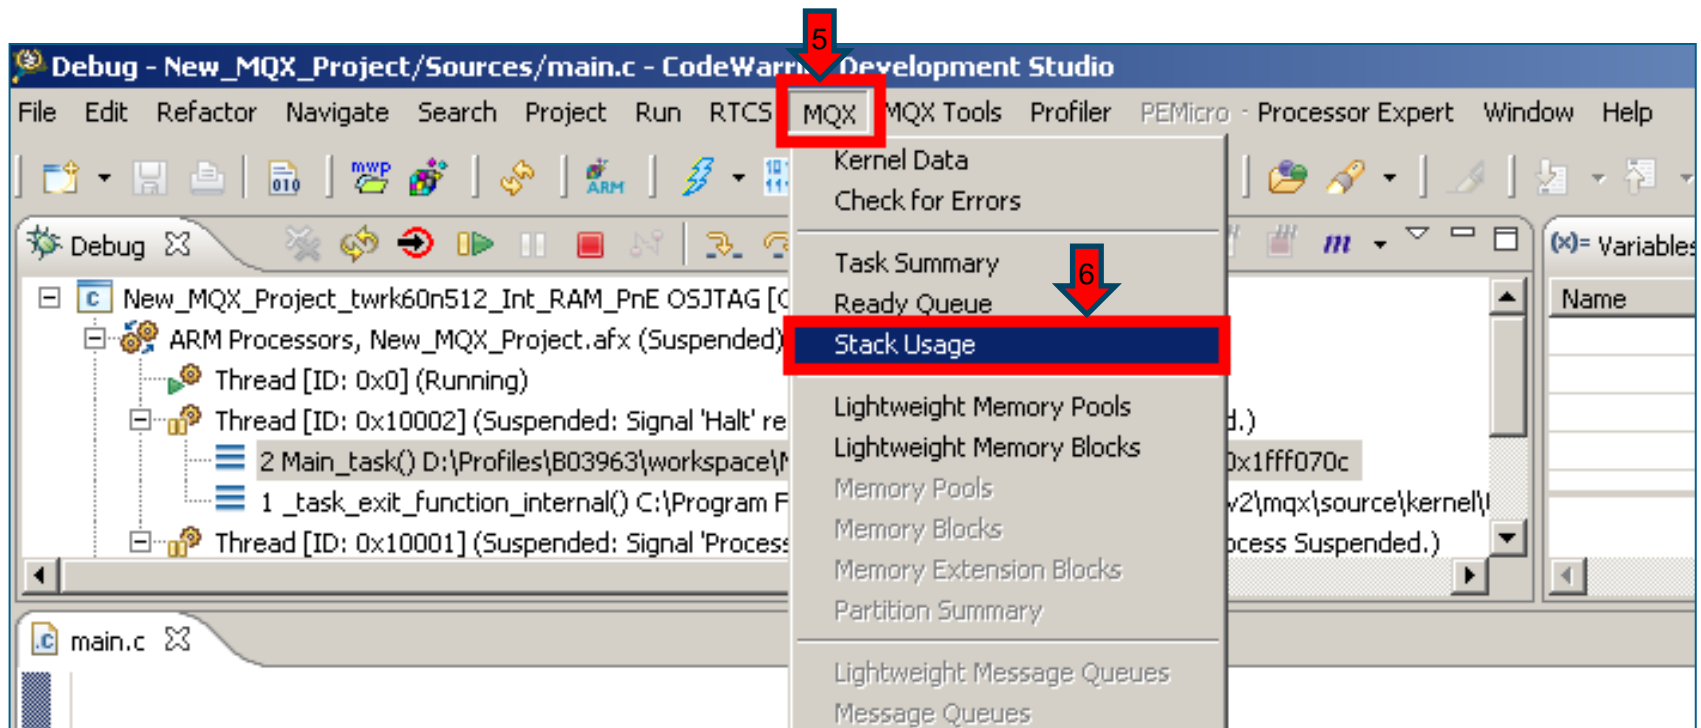 5
Debug - New_MQX_Project/Sources/main.c - CodeWarri Development Studio
File Edit Refactor Navigate Search Project Run RTCS MQX MQX Tools Profiler PEMicro - Processor Expert Window Help
010 mwp ARM
Kernel Data
Check for Errors
Debug
(x)= Variables
Task Summary
6
Ready Queue
Stack Usage
Name
New_MQX_Project_twrk60n512_Int_RAM_PnE OSJTAG [
ARM Processors, New_MQX_Project.afx (Suspended)
Thread [ID: 0x0] (Running)
Thread [ID: 0x10002] (Suspended: Signal 'Halt' re d.)
2 Main_task() D:\Profiles\B03963\workspace\ 0x1fff070c
1 _task_exit_function_internal() C:\Program F v2\mqx\source\kernel\
Thread [ID: 0x10001] (Suspended: Signal 'Process ocess Suspended.)
Lightweight Memory Pools
Lightweight Memory Blocks
Memory Pools
Memory Blocks
Memory Extension Blocks
Partition Summary
Lightweight Message Queues
Message Queues
.c main.c